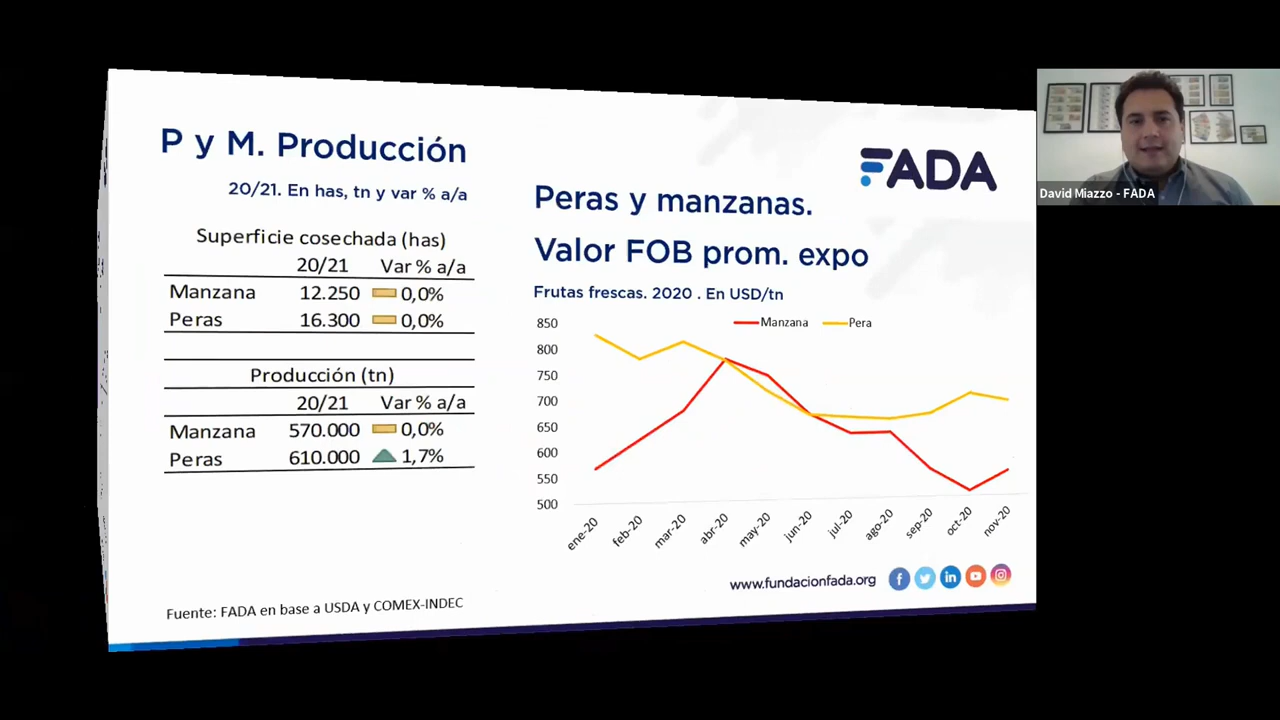 P y M. Producción
20/21. En has, tn y var % a/a
Superficie cosechada (has)
20/21 Var % a/a
Manzana 12.250 0,0%
Peras 16.300 0,0%
Producción (tn)
20/21 Var % a/a
Manzana 570.000 0,0%
Peras 610.000 1,7%
Fuente: FADA en base a USDA y COMEX-INDEC
FADA
Peras y manzanas.
Valor FOB prom. expo
Frutas frescas. 2020 . En USD/tn
Manzana Pera
850
800
750
700
650
600
550
500
ene-20 feb-20 mar-20 abr-20 may-20 jun-20 jul-20 ago-20 sep-20 oct-20 nov-20
www.fundacionfada.org
David Miazzo - FADA